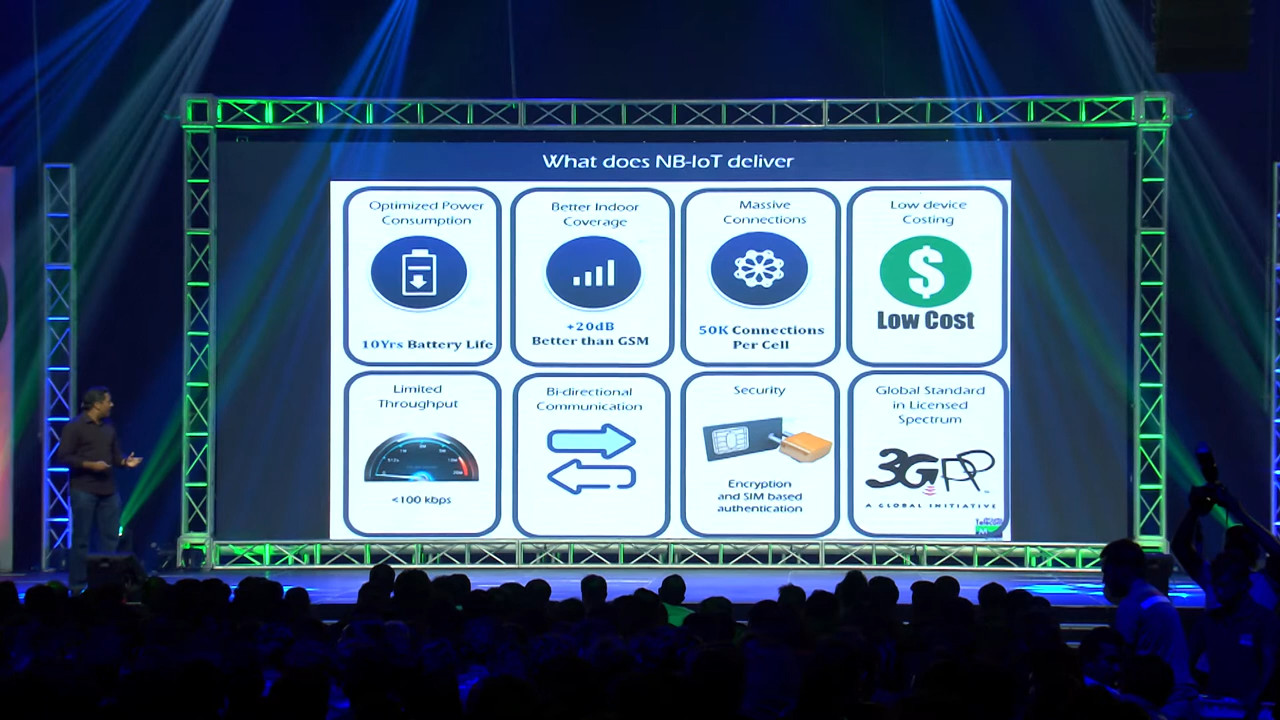 What does NB-IoT deliver
Optimized Power
Consumption
10Yrs Battery Life
Better Indoor
Coverage
+20dB
Better than GSM
Massive
Connections
50K Connections
Per Cell
Low device
Costing
$
Low Cost
Limited
Throughput
<100 kbps
Bi-directional
Communication
Security
Encryption
and SIM based
authentication
Global Standard
in Licensed
Spectrum
3GPP
A GLOBAL INITIATIVE